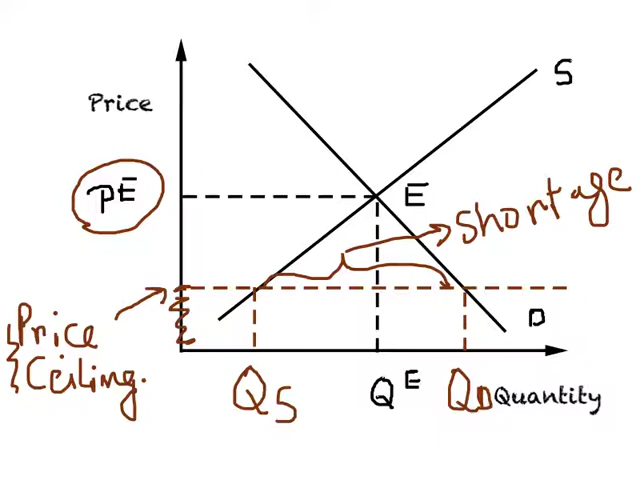 S
Price
PE
E
Shortage
Price
Ceiling.
D
QS
QE
QD
Quantity